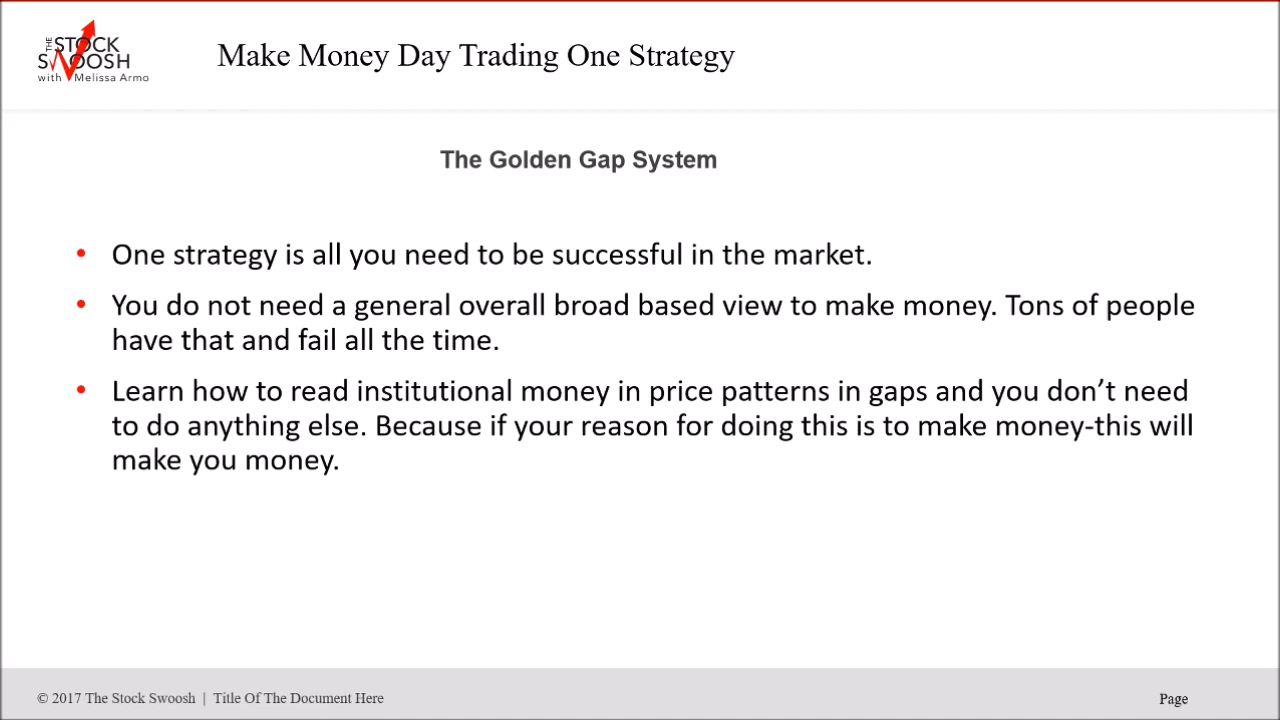 THE
STOCK
SWOOSH
with Melissa Armo
Make Money Day Trading One Strategy
The Golden Gap System
• One strategy is all you need to be successful in the market.
• You do not need a general overall broad based view to make money. Tons of people
have that and fail all the time.
• Learn how to read institutional money in price patterns in gaps and you don’t need
to do anything else. Because if your reason for doing this is to make money-this will
make you money.
© 2017 The Stock Swoosh | Title Of The Document Here
Page